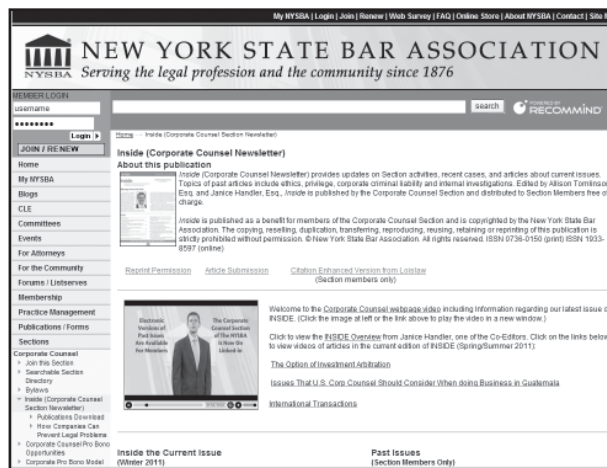 My NYSBA | Login | Join | Renew | Web Survey | FAQ | Online Store | About NYSBA | Contact | Site
NYSBA
NEW YORK STATE BAR ASSOCIATION
Serving the legal profession and the community since 1876
MEMBER LOGIN
username
Login
JOIN / RENEW
Home
My NYSBA
Blogs
CLE
Committees
Events
For Attorneys
For the Community
Forums / Listserves
Membership
Practice Management
Publications / Forms
Sections
Corporate Counsel
Join this Section
Searchable Section
Directory
Bylaws
Inside (Corporate Counsel
Section Newsletter)
Publications Download
How Companies Can
Prevent Legal Problems
Corporate Counsel Pro Bono
Opportunities
Corporate Pro Bono Model
search
POWERED BY
RECOMMIND
Home — Inside (Corporate Counsel Section Newsletter)
Inside (Corporate Counsel Newsletter)
About this publication
Inside (Corporate Counsel Newsletter) provides updates on Section activities, recent cases, and articles about current issues.
Topics of past articles include ethics, privilege, corporate criminal liability and internal investigations. Edited by Allison Tomlinson,
Esq. and Janice Handler, Esq., Inside is published by the Corporate Counsel Section and distributed to Section Members free of
charge.
Inside is published as a benefit for members of the Corporate Counsel Section and is copyrighted by the New York State Bar
Association. The copying, reselling, duplication, transferring, reproducing, reusing, retaining or reprinting of this publication is
strictly prohibited without permission. © New York State Bar Association. All rights reserved. ISSN 0736-0150 (print) ISSN 1933-
8597 (online)
Reprint Permission Article Submission Citation Enhanced Version from Loislaw
(Section members only)
Electronic
Versions of
Past Issues
Are Available
For Members
The Corporate
Counsel Section
of The NYSBA
Is Now On
Linked-In
Welcome to the Corporate Counsel webpage video including Information regarding our latest issue of
INSIDE. (Click the image at left or the link above to play the video in a new window.)
Click to view the INSIDE Overview from Janice Handler, one of the Co-Editors. Click on the links below
to view videos of articles in the current edition of INSIDE (Spring/Summer 2011):
The Option of Investment Arbitration
Issues That U.S. Corp Counsel Should Consider When doing Business in Guatemala
International Transactions
Inside the Current Issue
(Winter 2011)
Past Issues
(Section Members Only)